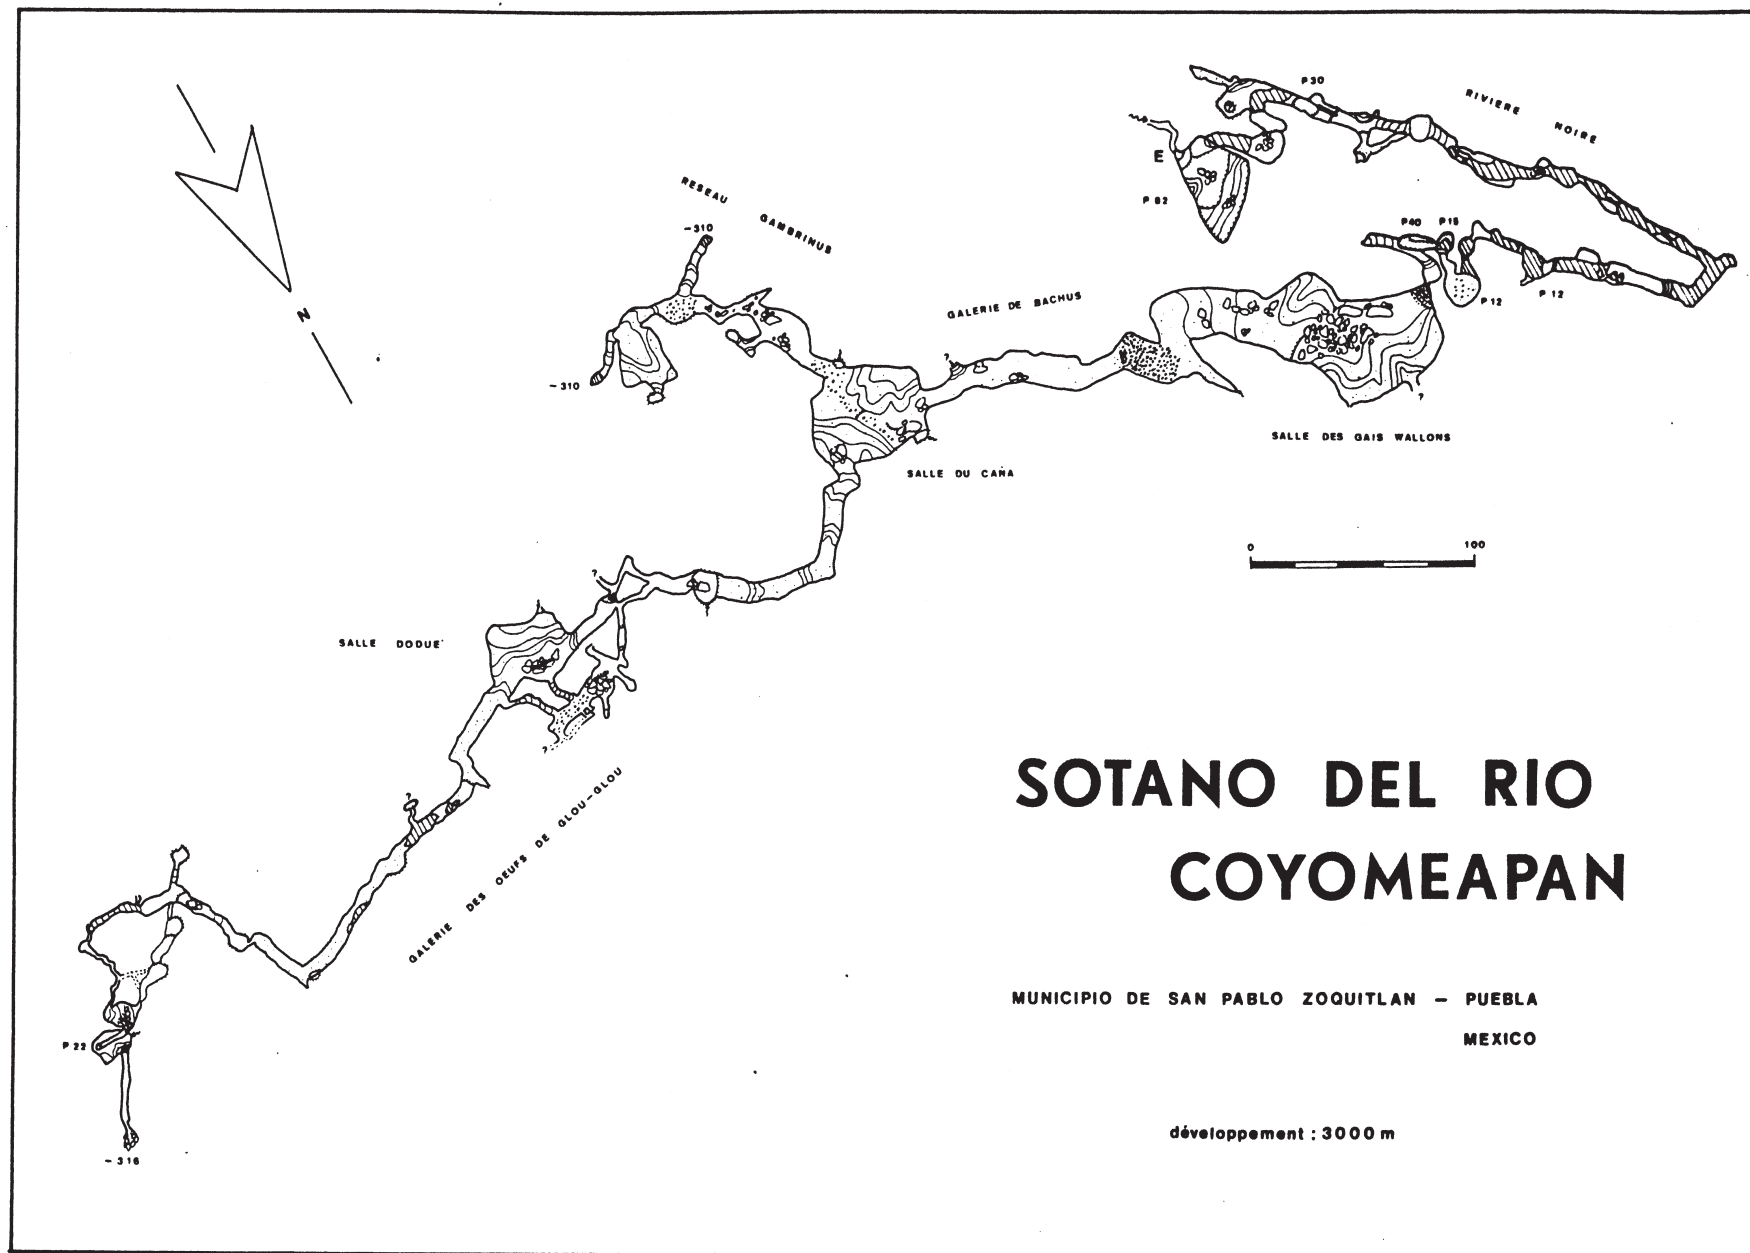 P 30
RIVIERE NOIRE
E
P 62
RESEAU GAMBRINUS
-310
P40 P15
P 12
P 12
GALERIE DE BACHUS
?
-310
?
SALLE DES GAIS WALLONS
SALLE DU CAÑA
N
0 100
?
SALLE DODUE
?
GALERIE DES OEUFS DE GLOU-GLOU
?
SOTANO DEL RIO
COYOMEAPAN
MUNICIPIO DE SAN PABLO ZOQUITLAN – PUEBLA
MEXICO
P 22
développement : 3000 m
-316